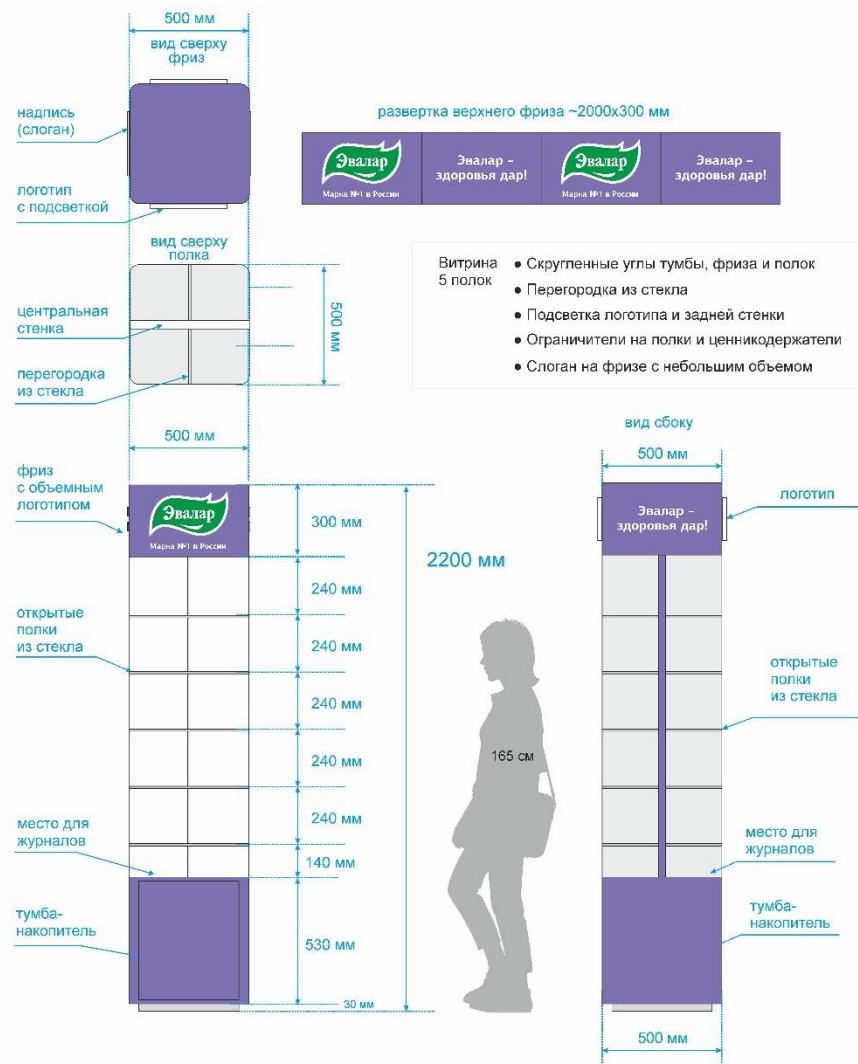 500 мм
вид сверху
фриз
надпись
(слоган)
логотип
с подсветкой
развертка верхнего фриза ~2000x300 мм
Эвалар
Марка №1 в России
Эвалар –
здоровья дар!
Эвалар
Марка №1 в России
Эвалар –
здоровья дар!
вид сверху
полка
центральная
стенка
перегородка
из стекла
500 мм
500 мм
Витрина
5 полок
● Скругленные углы тумбы, фриза и полок
● Перегородка из стекла
● Подсветка логотипа и задней стенки
● Ограничители на полки и ценникодержатели
● Слоган на фризе с небольшим объемом
фриз
с объемным
логотипом
Эвалар
Марка №1 в России
300 мм
240 мм
240 мм
240 мм
240 мм
240 мм
140 мм
530 мм
30 мм
2200 мм
открытые
полки
из стекла
место для
журналов
тумба-
накопитель
165 см
вид сбоку
500 мм
Эвалар –
здоровья дар!
логотип
открытые
полки
из стекла
место для
журналов
тумба-
накопитель
500 мм